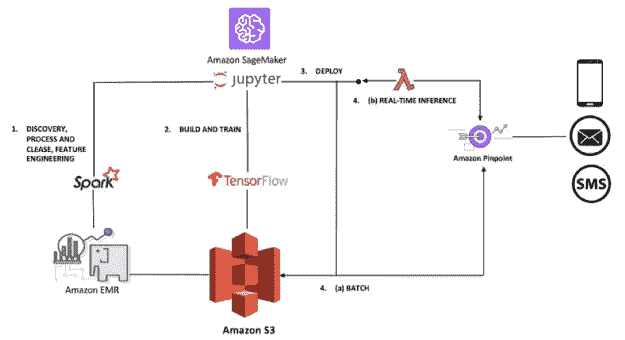 Amazon SageMaker
jupyter
3. DEPLOY
4. (b) REAL-TIME INFERENCE
1. DISCOVERY,
PROCESS AND
CLEASE, FEATURE
ENGINEERING
2. BUILD AND TRAIN
Spark
TensorFlow
Amazon Pinpoint
SMS
Amazon EMR
4. (a) BATCH
Amazon S3